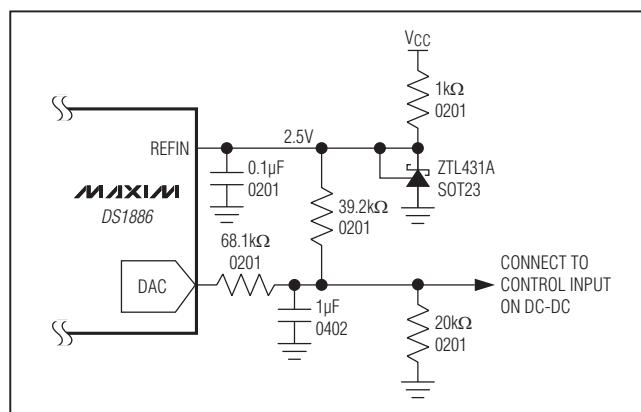 VCC
1kΩ
0201
REFIN
2.5V
0.1µF
0201
ZTL431A
SOT23
MAXIM
DS1886
39.2kΩ
0201
68.1kΩ
0201
DAC
CONNECT TO
CONTROL INPUT
ON DC-DC
1µF
0402
20kΩ
0201